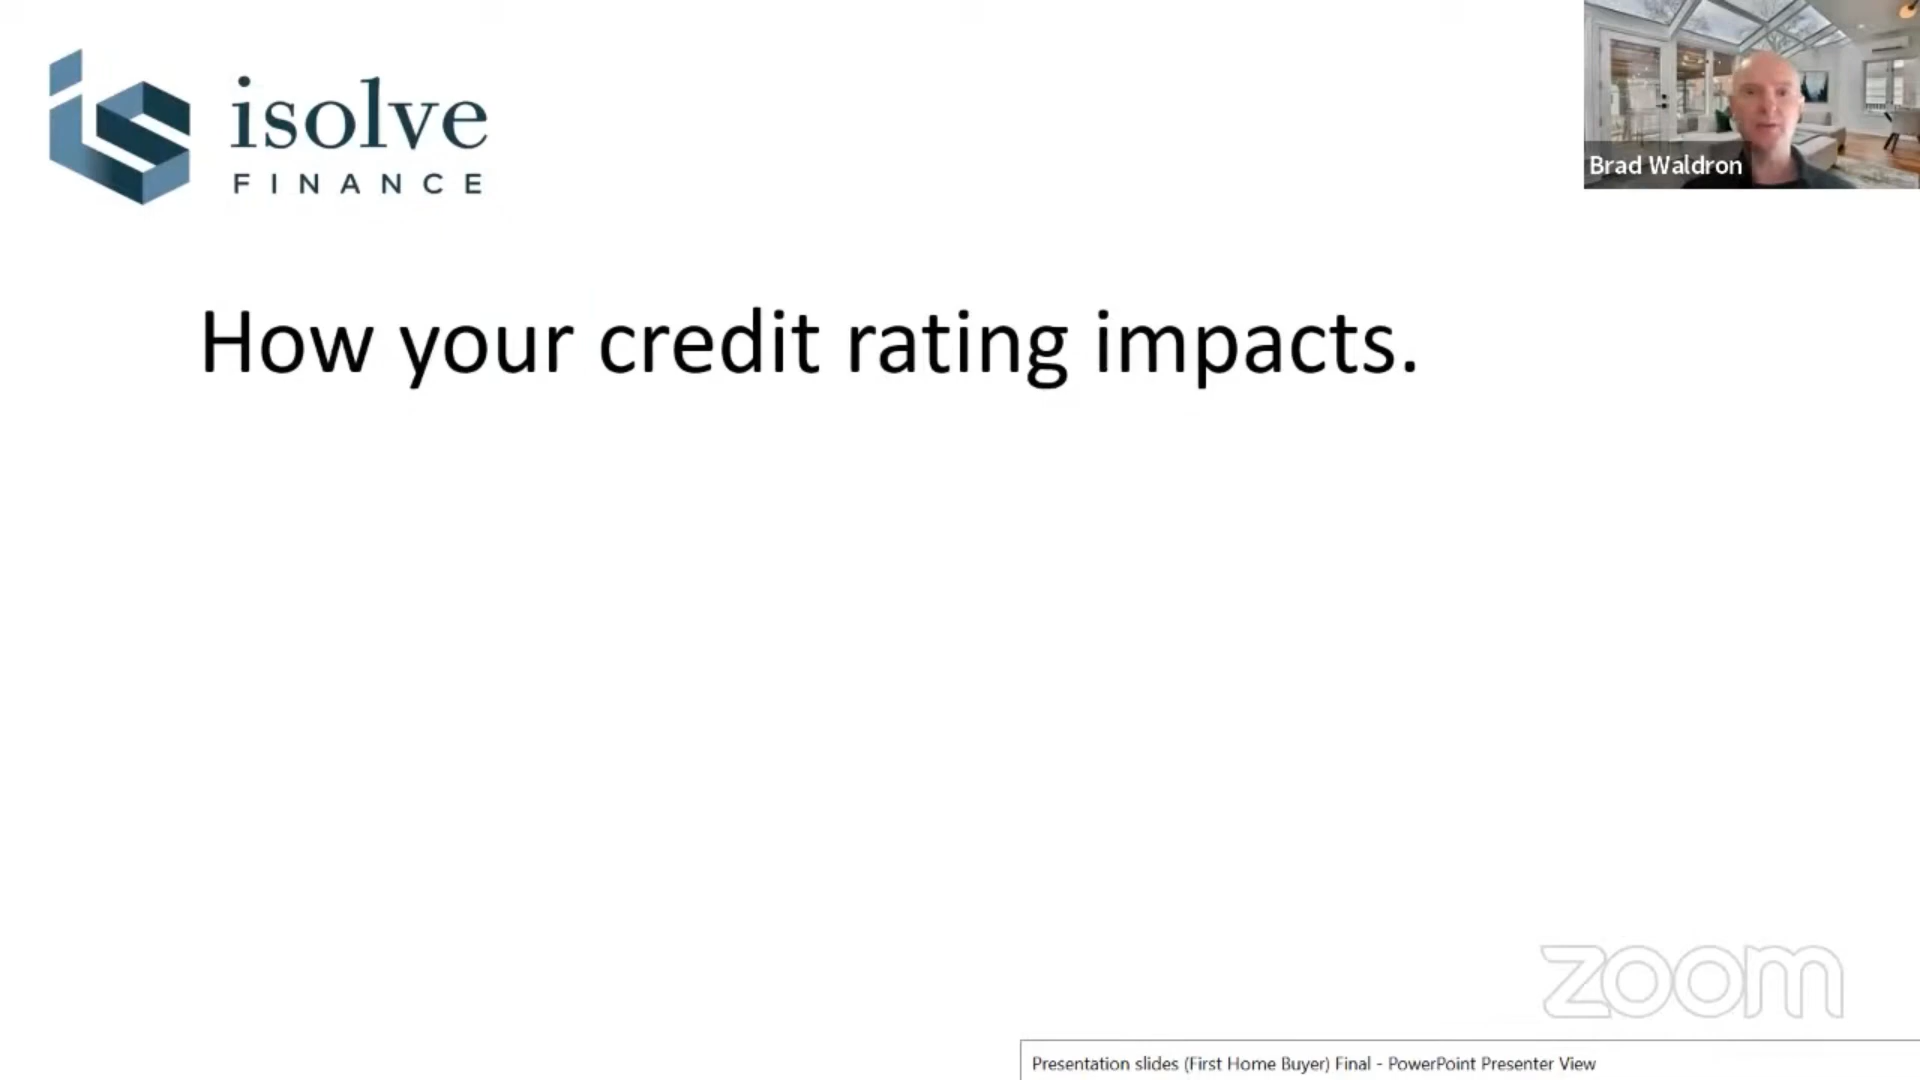 isolve
FINANCE
Brad Waldron
How your credit rating impacts.
zoom
Presentation slides (First Home Buyer) Final - PowerPoint Presenter View